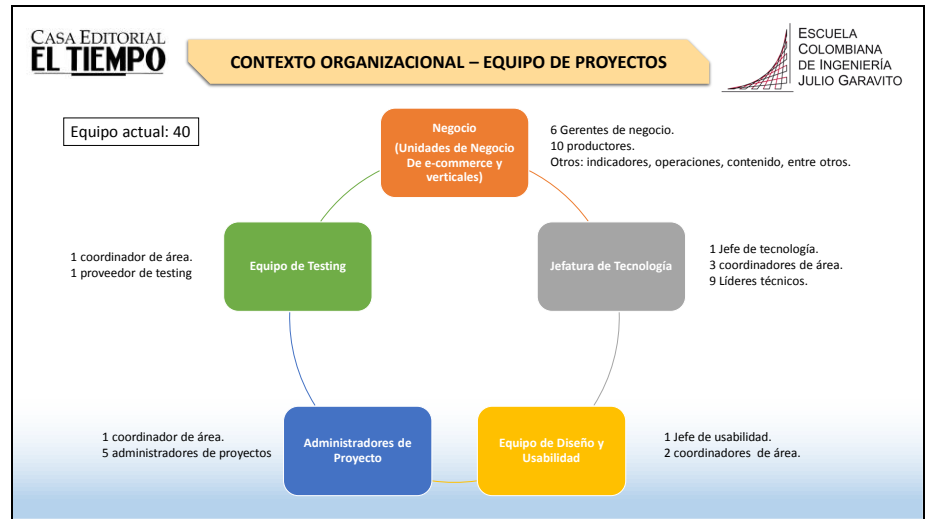 CASA EDITORIAL
EL TIEMPO
CONTEXTO ORGANIZACIONAL – EQUIPO DE PROYECTOS
ESCUELA
COLOMBIANA
DE INGENIERÍA
JULIO GARAVITO
Equipo actual: 40
Negocio
(Unidades de Negocio
De e-commerce y
verticales)
6 Gerentes de negocio.
10 productores.
Otros: indicadores, operaciones, contenido, entre otros.
1 coordinador de área.
1 proveedor de testing
Equipo de Testing
Jefatura de Tecnología
1 Jefe de tecnología.
3 coordinadores de área.
9 Líderes técnicos.
1 coordinador de área.
5 administradores de proyectos
Administradores de
Proyecto
Equipo de Diseño y
Usabilidad
1 Jefe de usabilidad.
2 coordinadores de área.